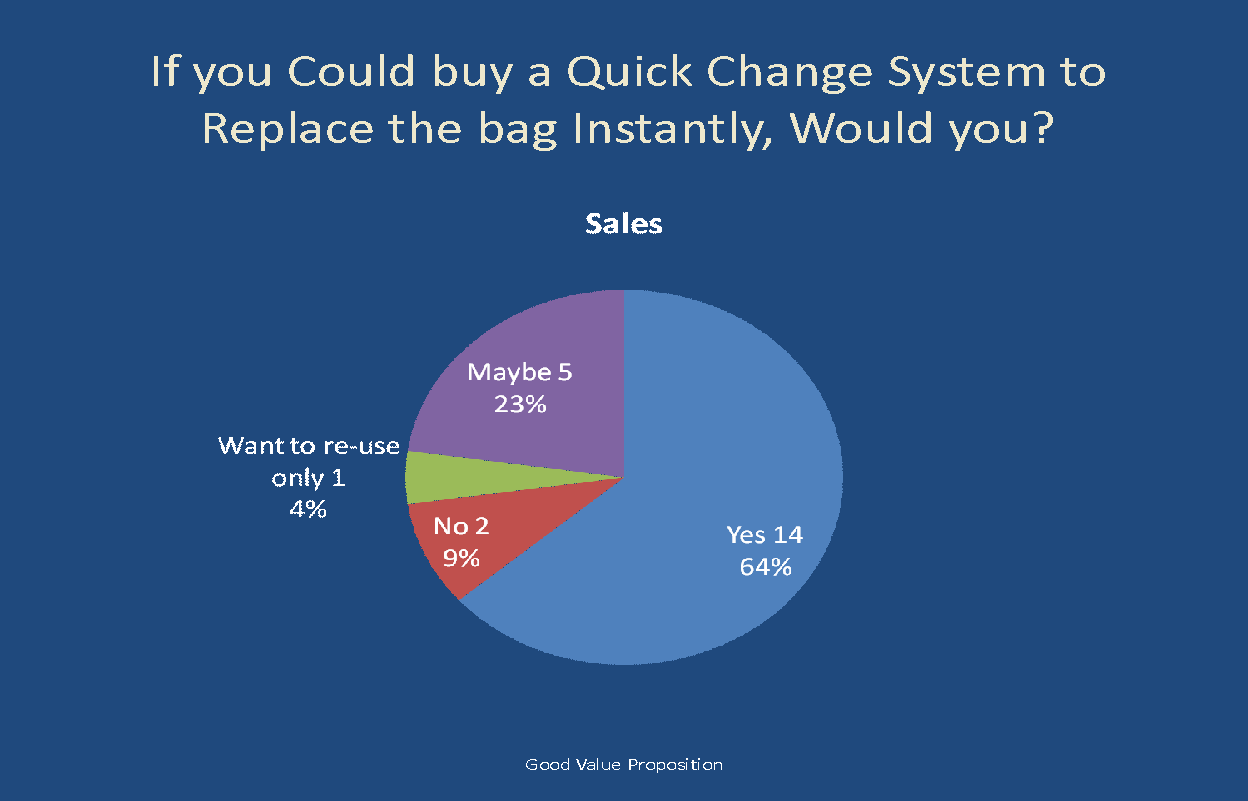 If you Could buy a Quick Change System to
Replace the bag Instantly, Would you?
Sales
Maybe 5
23%
Want to re-use
only 1
4%
No 2
9%
Yes 14
64%
Good Value Proposition